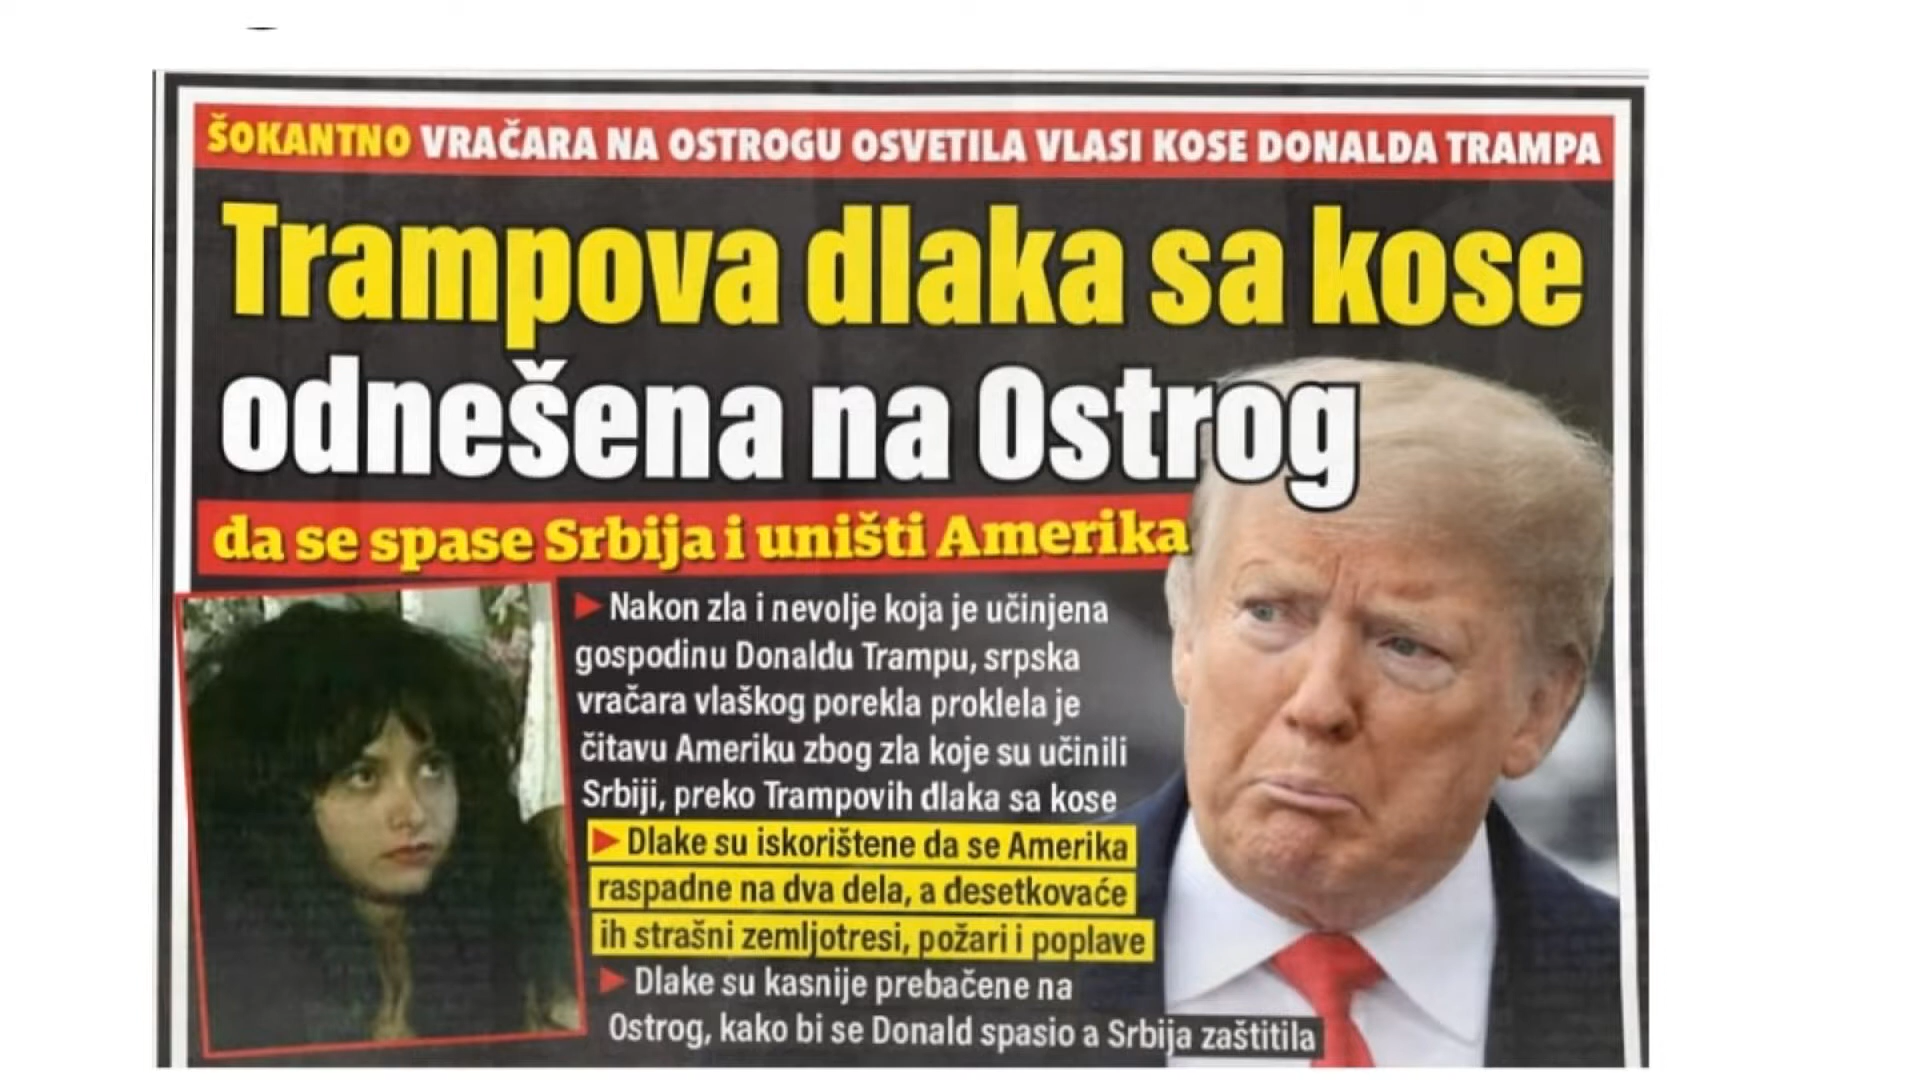 ŠOKANTNO VRAČARA NA OSTROGU OSVETILA VLASI KOSE DONALDA TRAMPA
Trampova dlaka sa kose
odnešena na Ostrog
da se spase Srbija i uništi Amerika
Nakon zla i nevolje koja je učinjena
gospodinu Donaldu Trampu, srpska
vračara vlaškog porekla proklela je
čitavu Ameriku zbog zla koje su učinili
Srbiji, preko Trampovih dlaka sa kose
Dlake su iskorištene da se Amerika
raspadne na dva dela, a desetkovaće
ih strašni zemljotresi, požari i poplave
Dlake su kasnije prebačene na
Ostrog, kako bi se Donald spasio a Srbija zaštitila